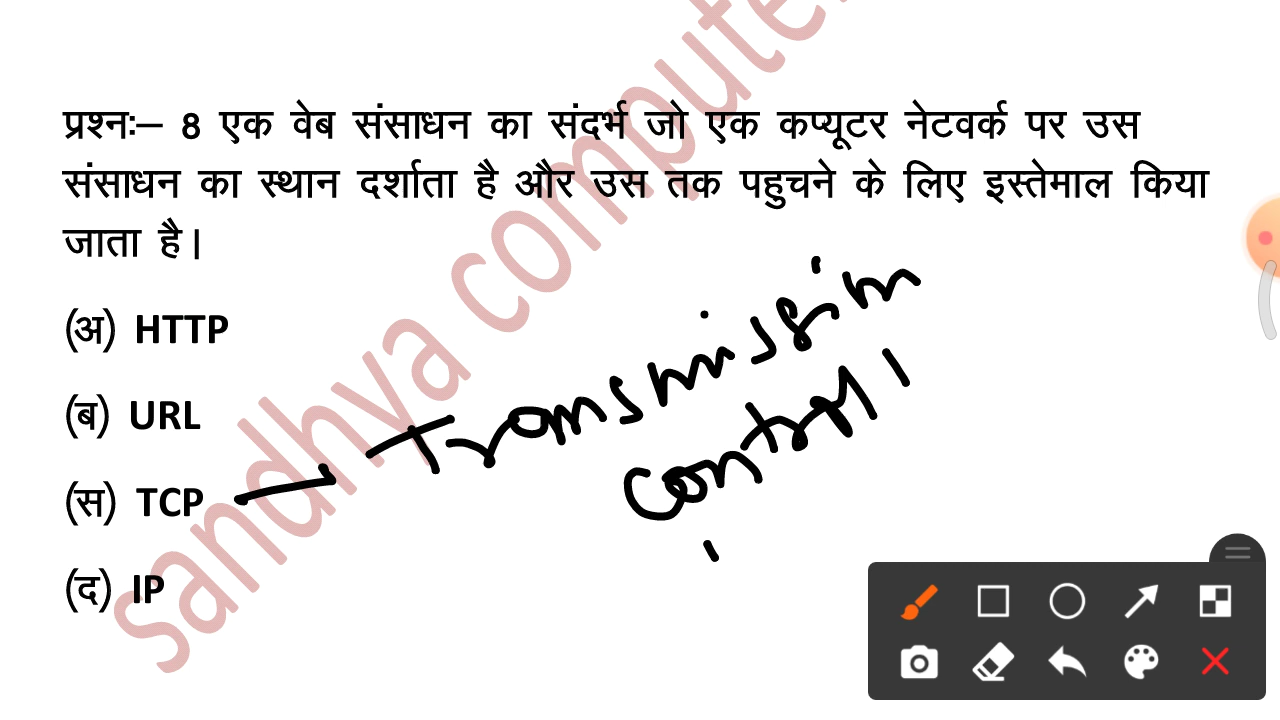 प्रश्नः– 8 एक वेब संसाधन का संदर्भ जो एक कप्यूटर नेटवर्क पर उस
संसाधन का स्थान दर्शाता है और उस तक पहुचने के लिए इस्तेमाल किया
जाता है।
(अ) HTTP
(ब) URL
(स) TCP
Transmission
Control
(द) IP
sandhya computer